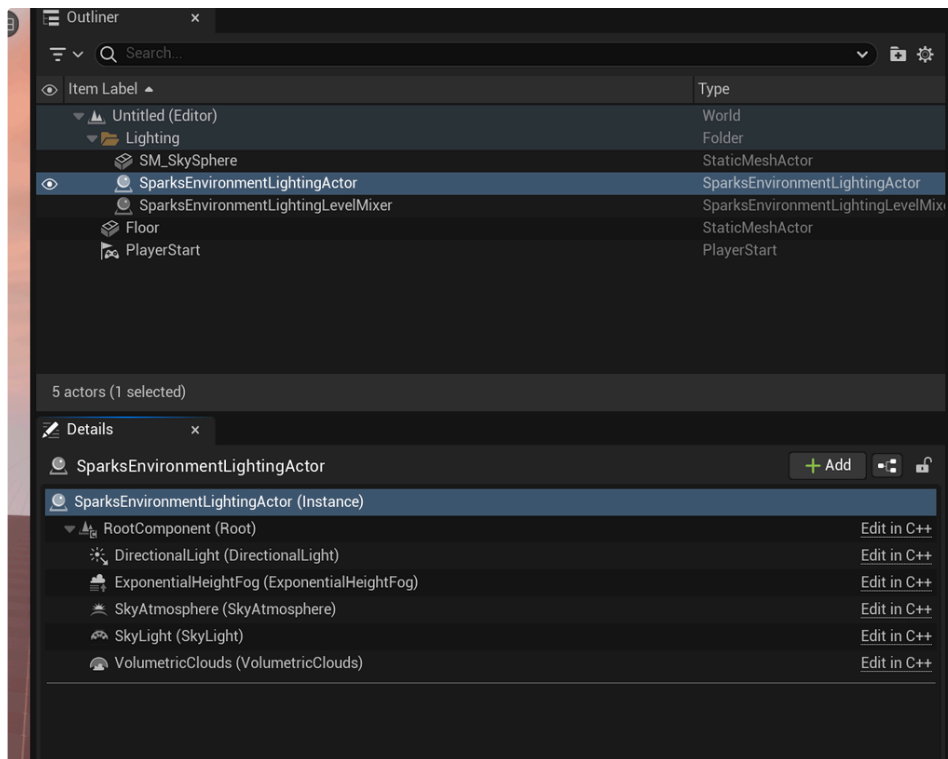 Outliner
Search...
Item Label Type
Untitled (Editor) World
Lighting Folder
SM_SkySphere StaticMeshActor
SparksEnvironmentLightingActor SparksEnvironmentLightingActor
SparksEnvironmentLightingLevelMixer SparksEnvironmentLightingLevelMix
Floor StaticMeshActor
PlayerStart PlayerStart
5 actors (1 selected)
Details
SparksEnvironmentLightingActor Add
SparksEnvironmentLightingActor (Instance)
RootComponent (Root) Edit in C++
DirectionalLight (DirectionalLight) Edit in C++
ExponentialHeightFog (ExponentialHeightFog) Edit in C++
SkyAtmosphere (SkyAtmosphere) Edit in C++
SkyLight (SkyLight) Edit in C++
VolumetricClouds (VolumetricClouds) Edit in C++